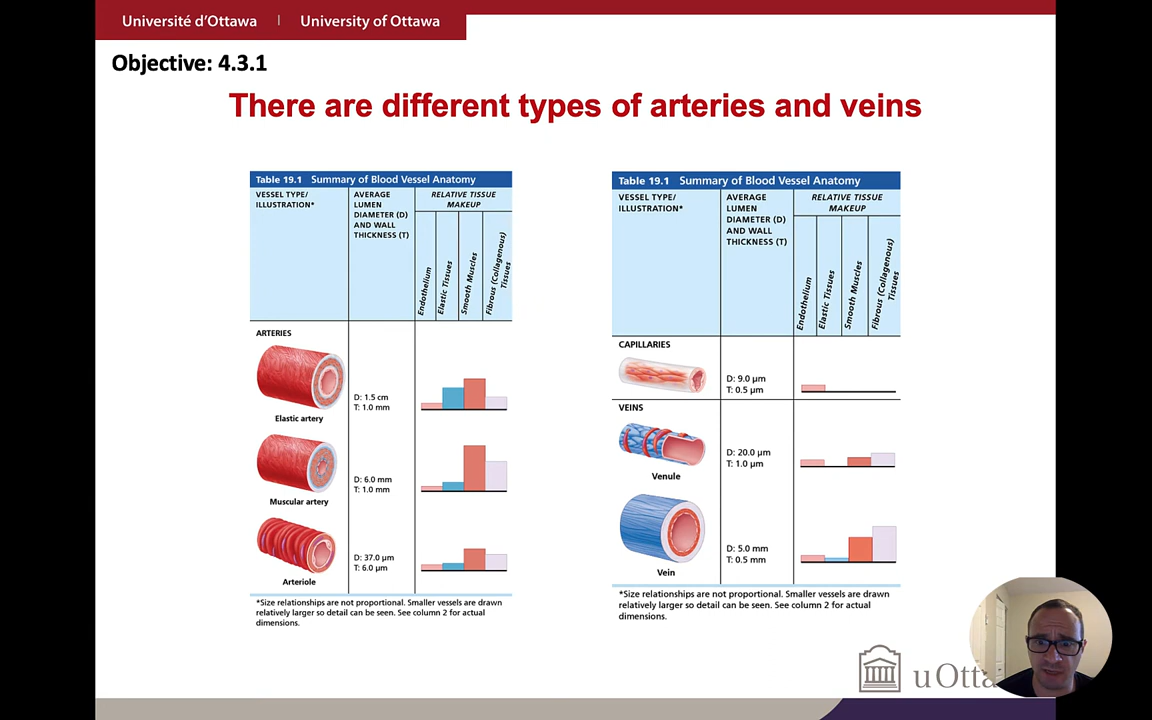 Université d'Ottawa | University of Ottawa
Objective: 4.3.1
There are different types of arteries and veins
Table 19.1 Summary of Blood Vessel Anatomy
VESSEL TYPE/
ILLUSTRATION*
AVERAGE
LUMEN
DIAMETER (D)
AND WALL
THICKNESS (T)
RELATIVE TISSUE
MAKEUP
Endothelium
Elastic Tissues
Smooth Muscles
Fibrous (Collagenous)
Tissues
ARTERIES
D: 1.5 cm
T: 1.0 mm
Elastic artery
D: 6.0 mm
T: 1.0 mm
Muscular artery
D: 37.0 µm
T: 6.0 µm
Arteriole
*Size relationships are not proportional. Smaller vessels are drawn
relatively larger so detail can be seen. See column 2 for actual
dimensions.
Table 19.1 Summary of Blood Vessel Anatomy
VESSEL TYPE/
ILLUSTRATION*
AVERAGE
LUMEN
DIAMETER (D)
AND WALL
THICKNESS (T)
RELATIVE TISSUE
MAKEUP
Endothelium
Elastic Tissues
Smooth Muscles
Fibrous (Collagenous)
Tissues
CAPILLARIES
D: 9.0 µm
T: 0.5 µm
VEINS
D: 20.0 µm
T: 1.0 µm
Venule
D: 5.0 mm
T: 0.5 mm
Vein
*Size relationships are not proportional. Smaller vessels are drawn
relatively larger so detail can be seen. See column 2 for actual
dimensions.
uOtta